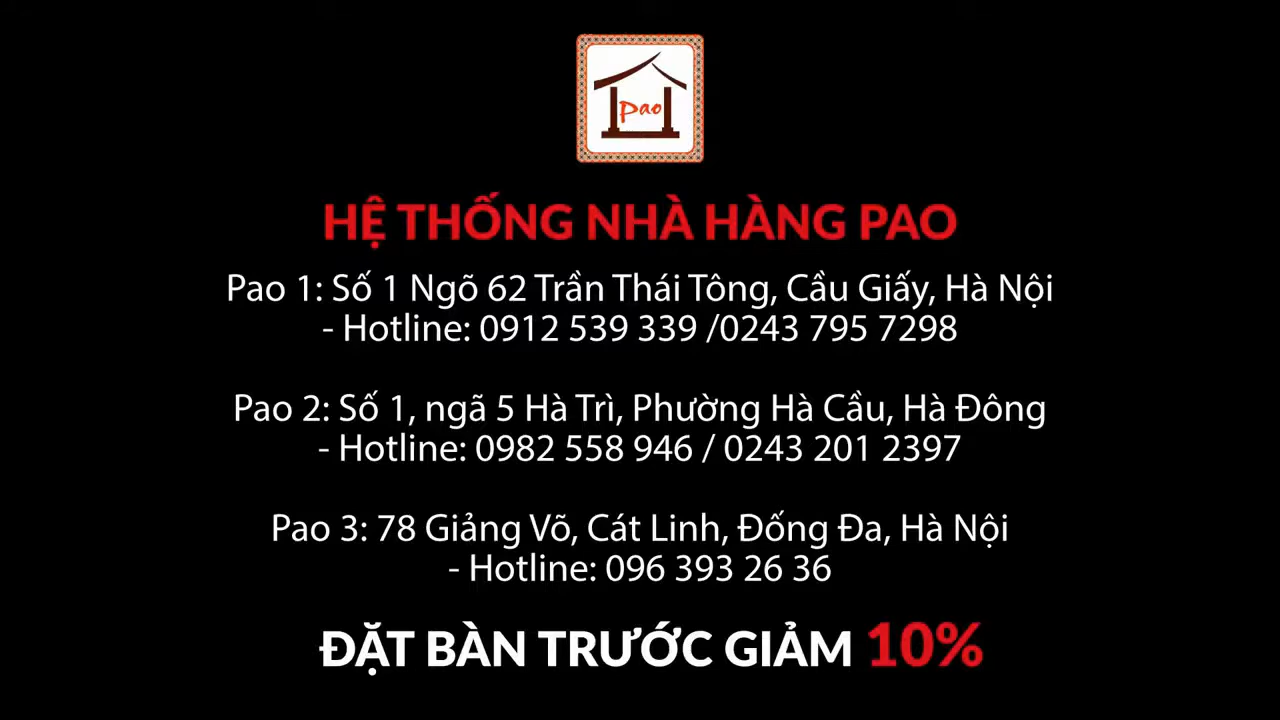 Pao
HỆ THỐNG NHÀ HÀNG PAO
Pao 1: Số 1 Ngõ 62 Trần Thái Tông, Cầu Giấy, Hà Nội
- Hotline: 0912 539 339 /0243 795 7298
Pao 2: Số 1, ngã 5 Hà Trì, Phường Hà Cầu, Hà Đông
- Hotline: 0982 558 946 / 0243 201 2397
Pao 3: 78 Giảng Võ, Cát Linh, Đống Đa, Hà Nội
- Hotline: 096 393 26 36
ĐẶT BÀN TRƯỚC GIẢM 10%